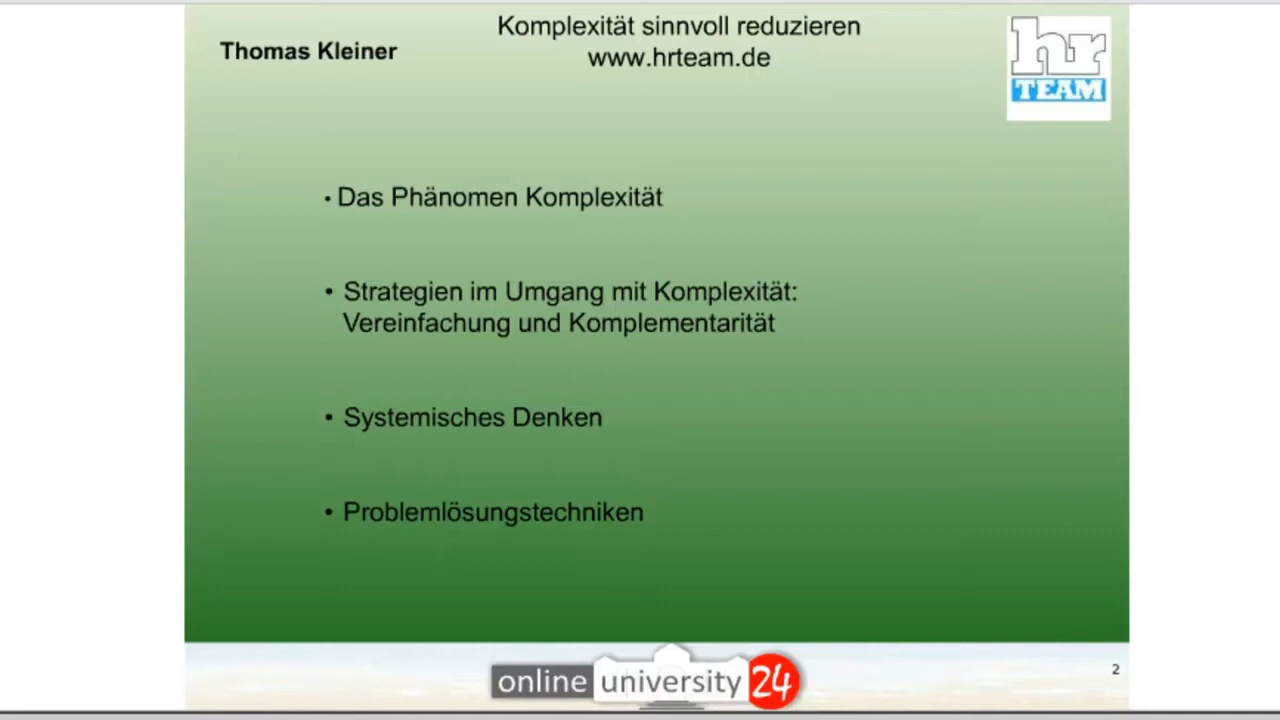 Thomas Kleiner
Komplexität sinnvoll reduzieren
www.hrteam.de
hr
TEAM
• Das Phänomen Komplexität
• Strategien im Umgang mit Komplexität:
Vereinfachung und Komplementarität
• Systemisches Denken
• Problemlösungstechniken
online university 24
2